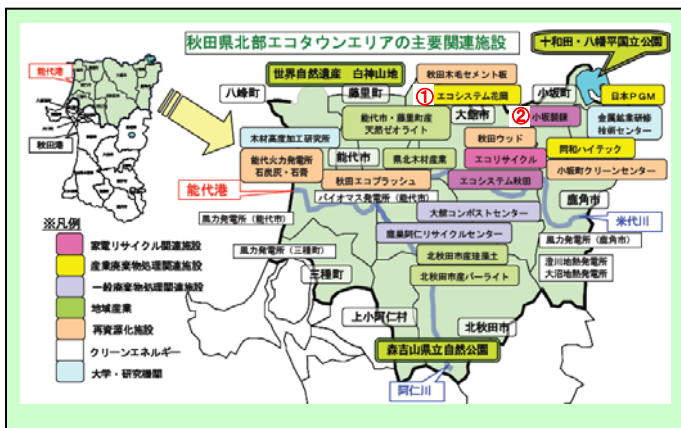 秋田県北部エコタウンエリアの主要関連施設
十和田・八幡平国立公園
能代港
秋田港
世界自然遺産　白神山地
秋田木毛セメント板
八峰町
藤里町
①
エコシステム花岡
小坂町
日本PGM
能代市・藤里町産
天然ゼオライト
大館市
②
小坂製錬
金属鉱業研修
技術センター
木材高度加工研究所
秋田ウッド
同和ハイテック
能代火力発電所
石炭灰・石膏
能代市
県北木材産業
エコリサイクル
小坂町クリーンセンター
能代港
秋田エコプラッシュ
エコシステム秋田
鹿角市
バイオマス発電所（能代市）
風力発電所（能代市）
大館コンポストセンター
米代川
※凡例
鷹巣阿仁リサイクルセンター
風力発電所（鹿角市）
家電リサイクル関連施設
風力発電所（三種町）
北秋田市産珪藻土
澄川地熱発電所
大沼地熱発電所
産業廃棄物処理関連施設
三種町
北秋田市産パーライト
一般廃棄物処理関連施設
地域産業
上小阿仁村
北秋田市
再資源化施設
クリーンエネルギー
森吉山県立自然公園
大学・研究機関
阿仁川